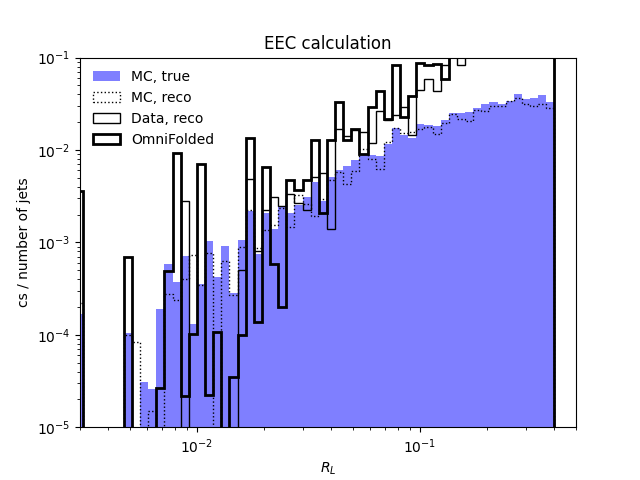 EEC calculation
MC, true
MC, reco
Data, reco
OmniFolded
cs / number of jets
10⁻¹
10⁻²
10⁻³
10⁻⁴
10⁻⁵
10⁻² 10⁻¹
R_L